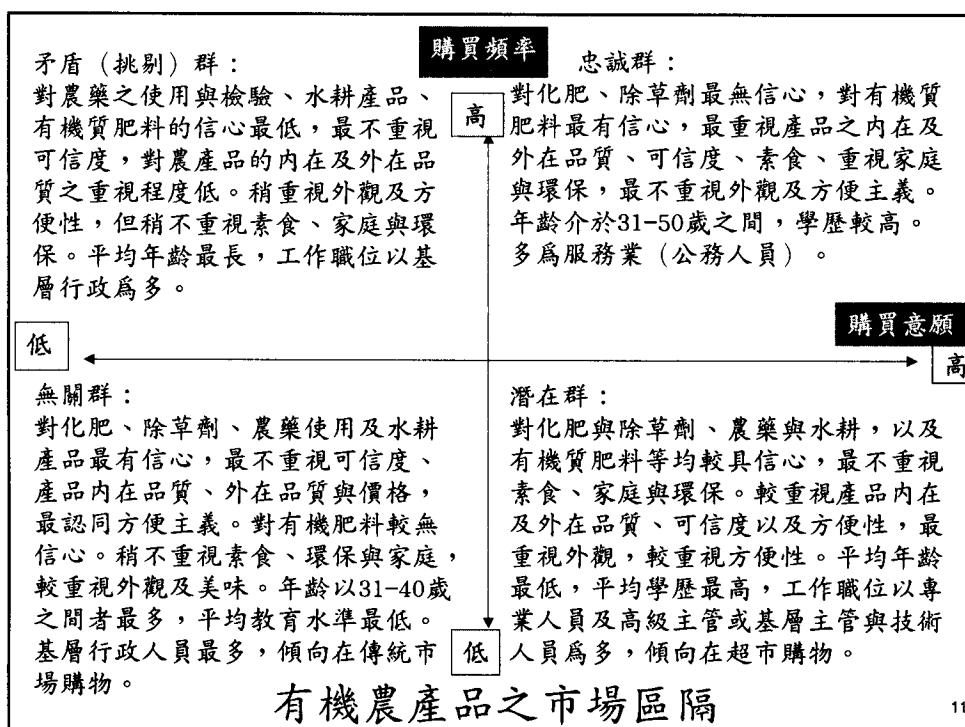 購買頻率
矛盾（挑剔）群：
對農藥之使用與檢驗、水耕產品、
有機質肥料的信心最低，最不重視
可信度，對農產品的內在及外在品
質之重視程度低。稍重視外觀及方
便性，但稍不重視素食、家庭與環
保。平均年齡最長，工作職位以基
層行政爲多。
高
忠誠群：
對化肥、除草劑最無信心，對有機質
肥料最有信心，最重視產品之內在及
外在品質、可信度、素食、重視家庭
與環保，最不重視外觀及方便主義。
年齡介於31-50歲之間，學歷較高。
多爲服務業（公務人員）。
購買意願
低
高
無關群：
對化肥、除草劑、農藥使用及水耕
產品最有信心，最不重視可信度、
產品內在品質、外在品質與價格，
最認同方便主義。對有機肥料較無
信心。稍不重視素食、環保與家庭，
較重視外觀及美味。年齡以31-40歲
之間者最多，平均教育水準最低。
基層行政人員最多，傾向在傳統市
場購物。
低
潛在群：
對化肥與除草劑、農藥與水耕，以及
有機質肥料等均較具信心，最不重視
素食、家庭與環保。較重視產品內在
及外在品質、可信度以及方便性，最
重視外觀，較重視方便性。平均年齡
最低，平均學歷最高，工作職位以專
業人員及高級主管或基層主管與技術
人員爲多，傾向在超市購物。
有機農產品之市場區隔
11